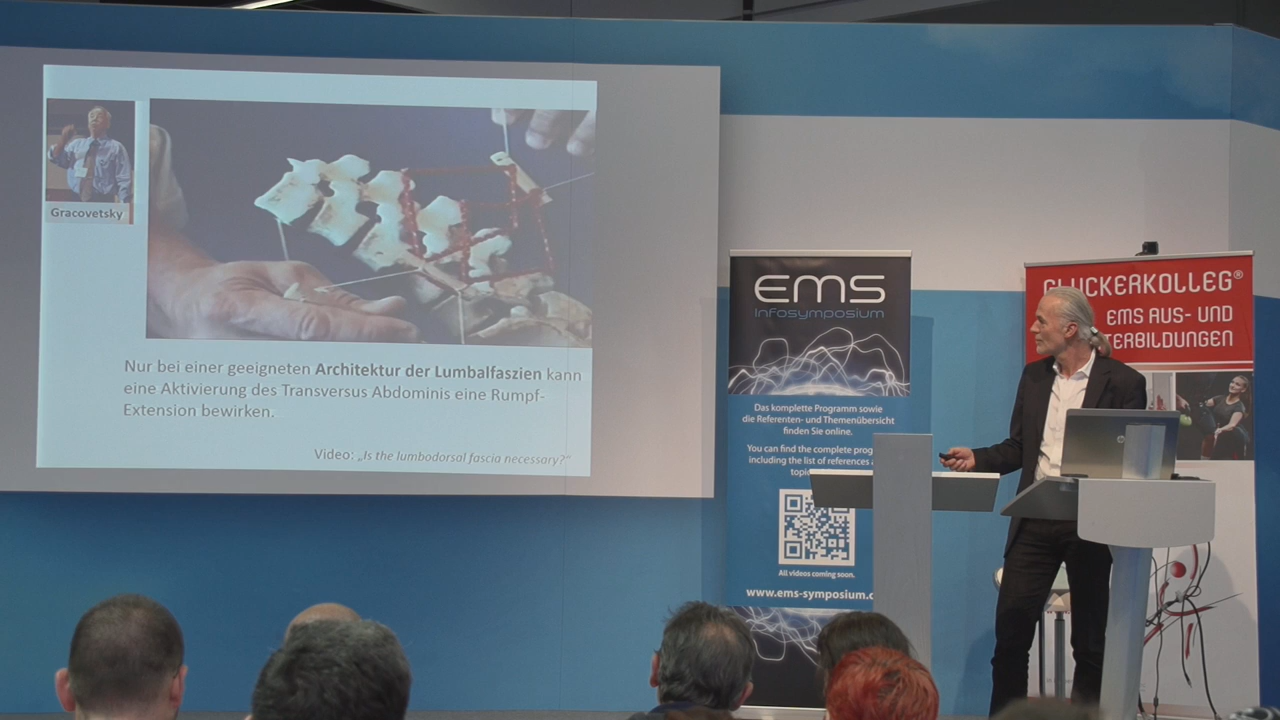 Gracovetsky
Nur bei einer geeigneten Architektur der Lumbalfaszien kann
eine Aktivierung des Transversus Abdominis eine Rumpf-
Extension bewirken.
Video: „Is the lumbodorsal fascia necessary?“
EMS
Infosymposium
Das komplette Programm sowie
die Referenten- und Themenübersicht
finden Sie online.
You can find the complete
including the list of references
All videos coming soon.
www.ems-symposium.
GLUCKERKOLLEG®
EMS AUS- UND
TERBILDUNGEN
hp